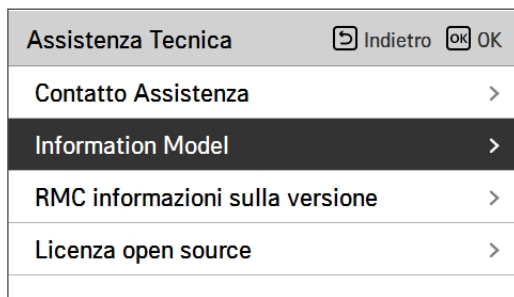 Assistenza Tecnica Indietro OK OK
Contatto Assistenza >
Information Model >
RMC informazioni sulla versione >
Licenza open source >